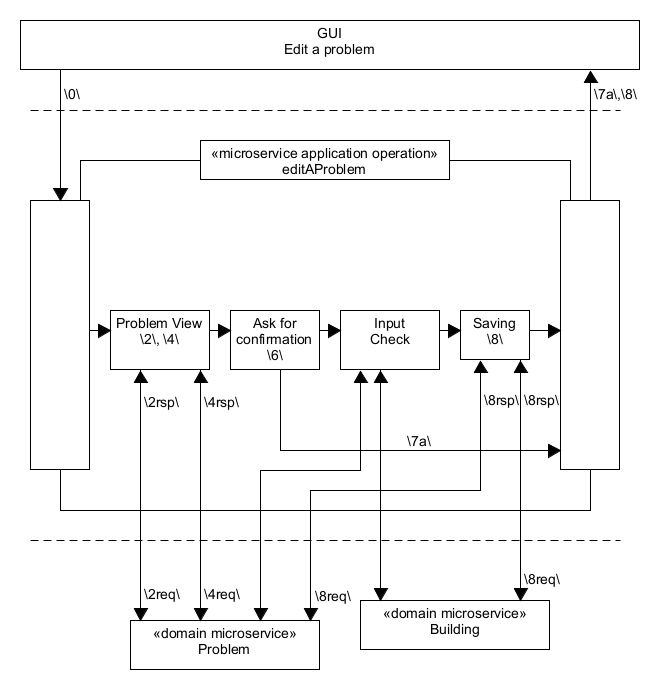 GUI
Edit a problem
\0\
\7a\,\8\
«microservice application operation»
editAProblem
Problem View
\2\, \4\
Ask for
confirmation
\6\
Input
Check
Saving
\8\
\2rsp\
\4rsp\
\8rsp\
\8rsp\
\7a\
\2req\
\4req\
\8req\
\8req\
«domain microservice»
Problem
«domain microservice»
Building